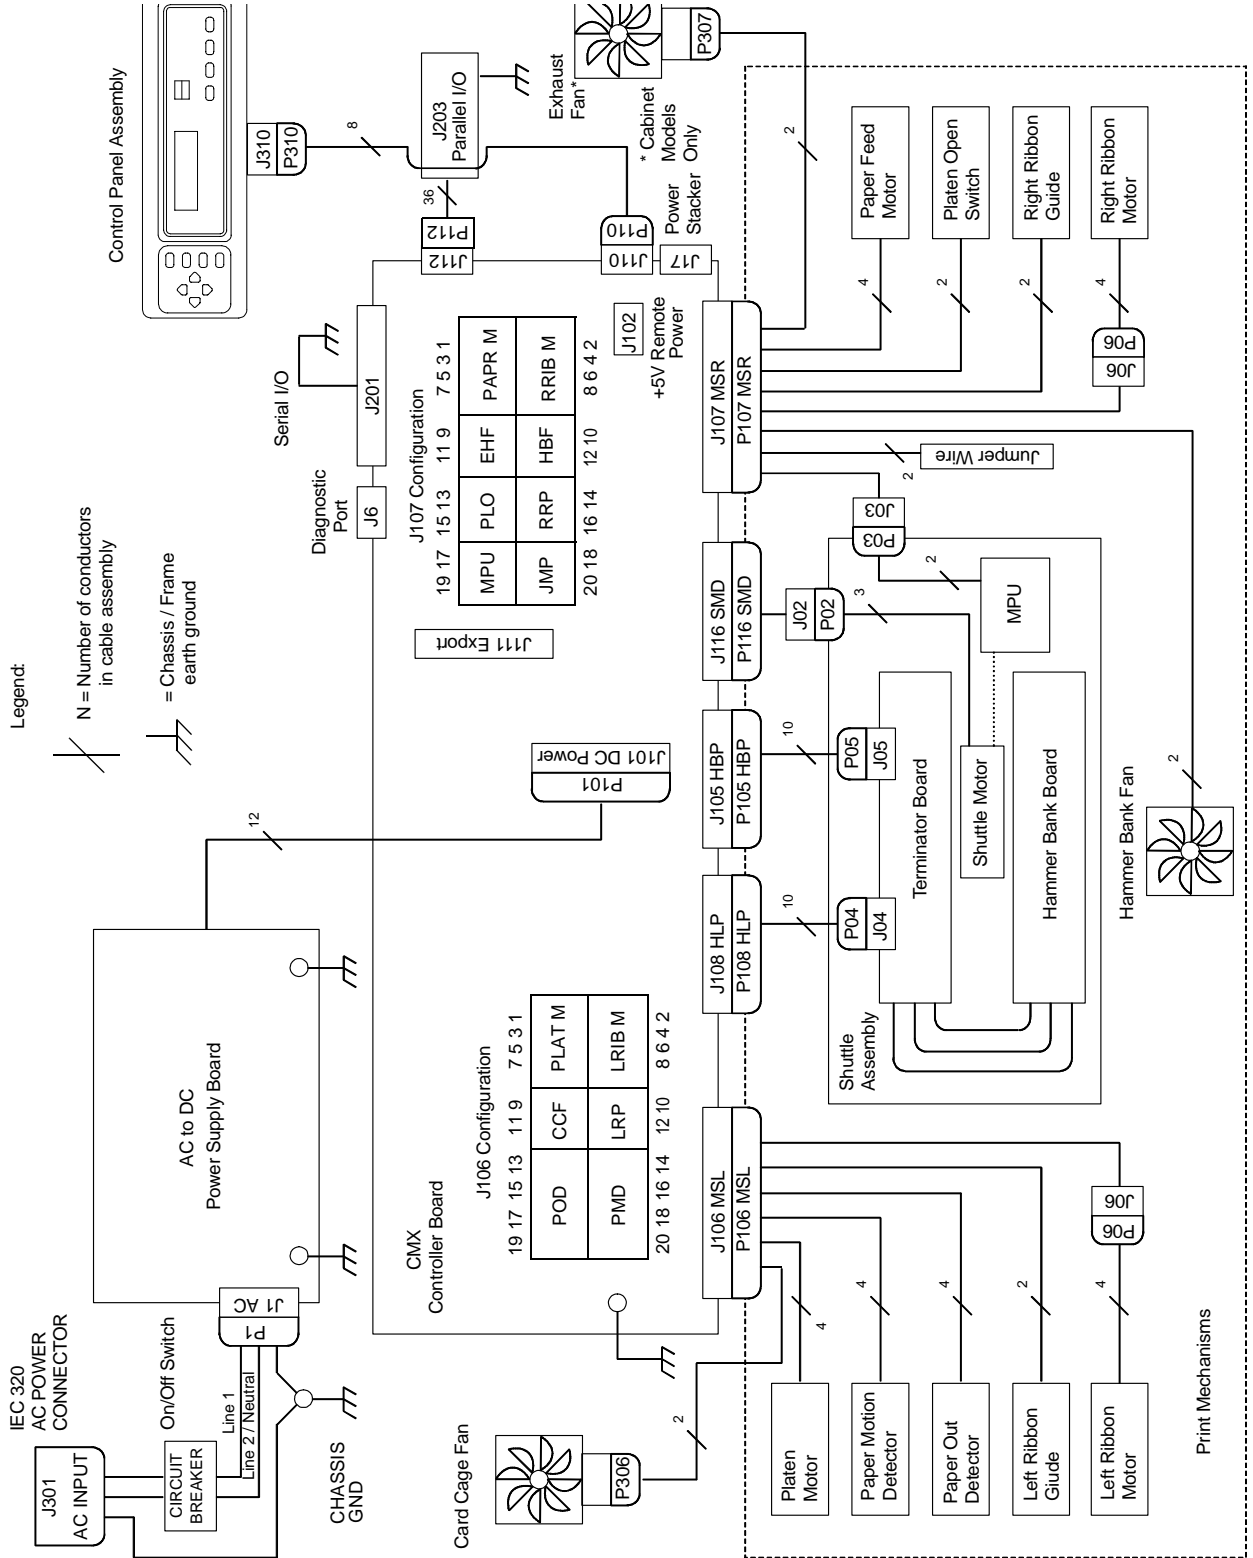 Legend:
N = Number of conductors
in cable assembly
= Chassis / Frame
earth ground
IEC 320
AC POWER
CONNECTOR
J301
AC INPUT
On/Off Switch
CIRCUIT
BREAKER
Line 1
Line 2 / Neutral
CHASSIS
GND
P1
J1 AC
AC to DC
Power Supply Board
12
P101
J101 DC Power
Control Panel Assembly
J310
P310
8
J203
Parallel I/O
36
P112
J112
P110
J110
J17
Power
Stacker
Exhaust
Fan*
P307
* Cabinet
Models
Only
2
Serial I/O
J201
Diagnostic
Port
J6
J102
+5V Remote
Power
J111 Export
J107 Configuration
19 17 15 13 11 9 7 5 3 1
MPU PLO EHF PAPR M
JMP RRP HBF RRIB M
20 18 16 14 12 10 8 6 4 2
CMX
Controller Board
J106 Configuration
19 17 15 13 11 9 7 5 3 1
POD CCF PLAT M
PMD LRP LRIB M
20 18 16 14 12 10 8 6 4 2
J106 MSL
P106 MSL
J108 HLP
P108 HLP
J105 HBP
P105 HBP
J116 SMD
P116 SMD
J107 MSR
P107 MSR
Card Cage Fan
P306
2
Platen
Motor
4
Paper Motion
Detector
4
Paper Out
Detector
4
Left Ribbon
Giude
2
Left Ribbon
Motor
4
P06
J06
Shuttle
Assembly
10
P04
J04
10
P05
J05
Terminator Board
Shuttle Motor
Hammer Bank Board
J02
P02
3
J03
P03
2
MPU
Jumper Wire
2
Hammer Bank Fan
2
Paper Feed
Motor
4
Platen Open
Switch
2
Right Ribbon
Guide
2
Right Ribbon
Motor
4
P06
J06
Print Mechanisms